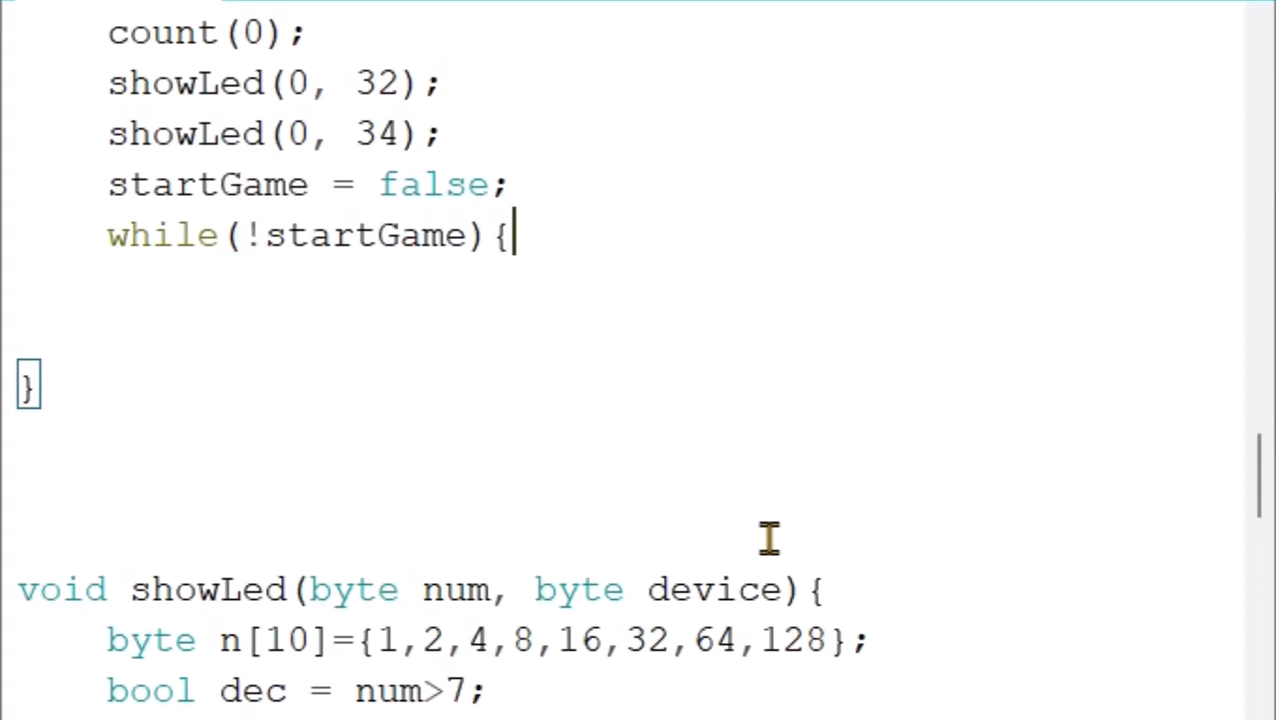 count(0);
showLed(0, 32);
showLed(0, 34);
startGame = false;
while(!startGame){
}
void showLed(byte num, byte device){
byte n[10]={1,2,4,8,16,32,64,128};
bool dec = num>7;